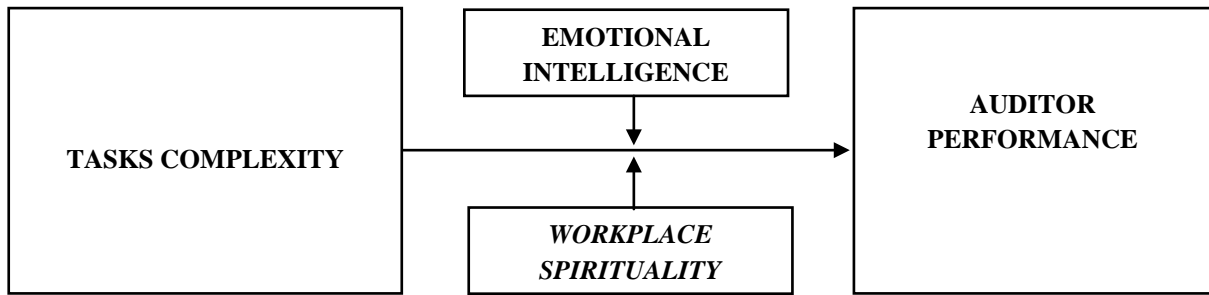 EMOTIONAL
INTELLIGENCE
TASKS COMPLEXITY
AUDITOR
PERFORMANCE
WORKPLACE
SPIRITUALITY